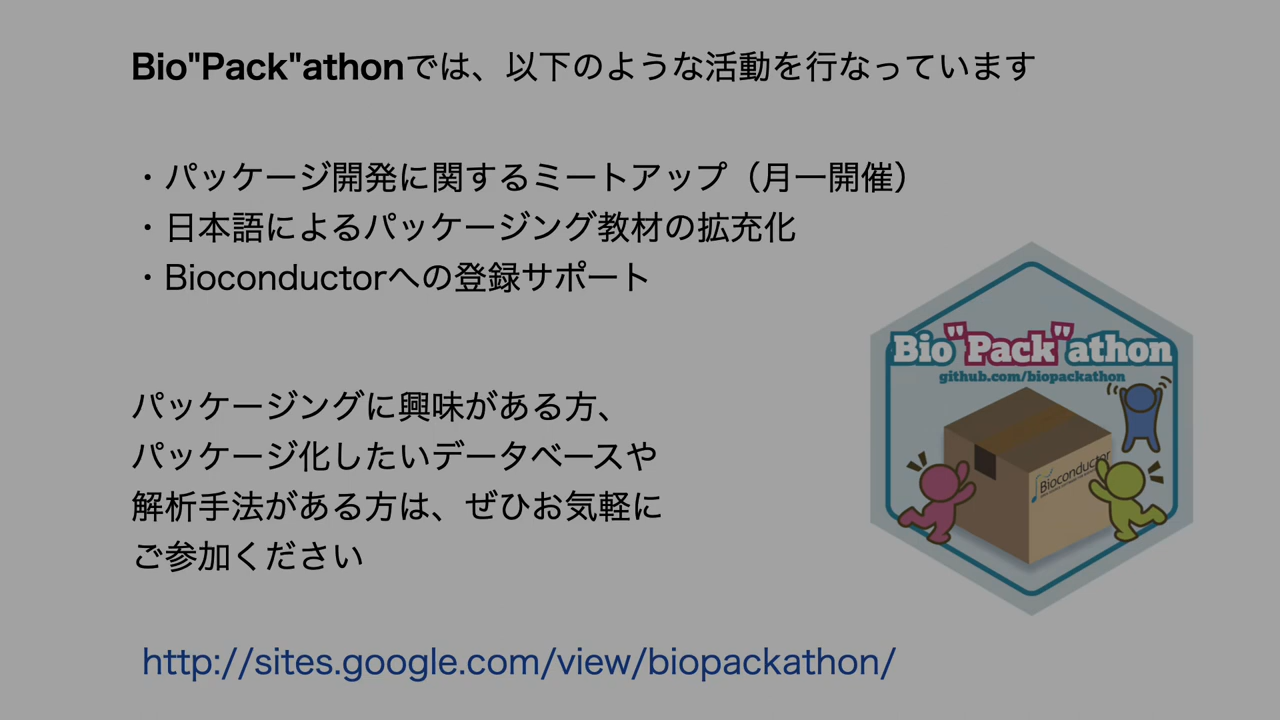 Bio"Pack"athonでは、以下のような活動を行なっています
・パッケージ開発に関するミートアップ（月一開催）
・日本語によるパッケージング教材の拡充化
・Bioconductorへの登録サポート
パッケージングに興味がある方、
パッケージ化したいデータベースや
解析手法がある方は、ぜひお気軽に
ご参加ください
http://sites.google.com/view/biopackathon/
Bio"Pack"athon
github.com/biopackathon
Bioconductor